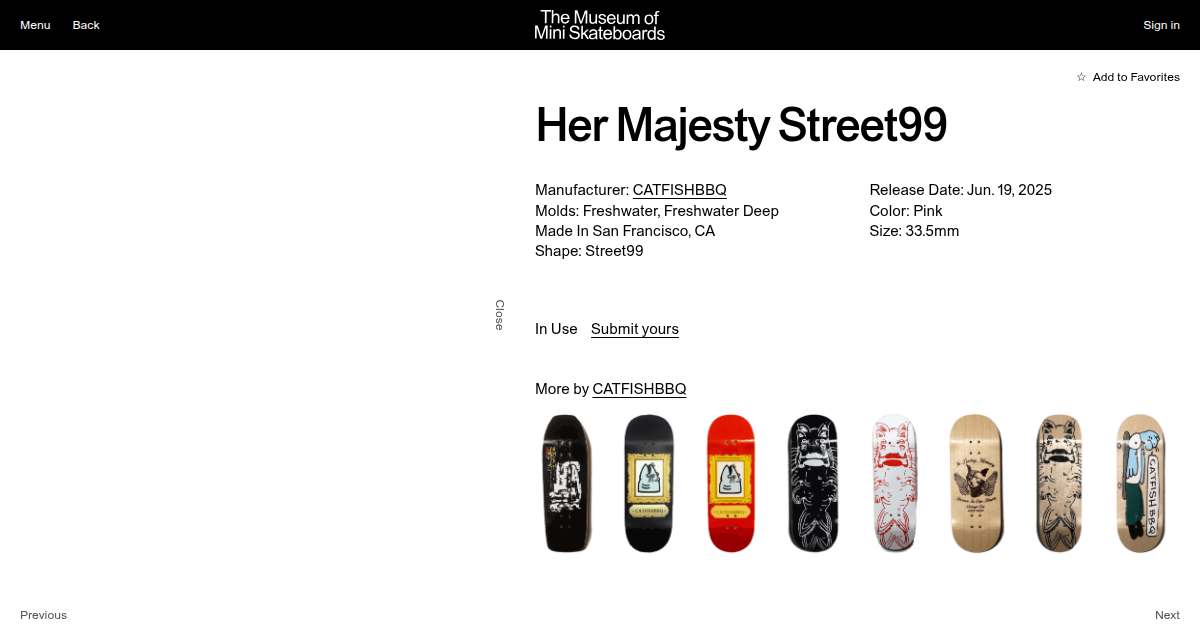 Menu
Back
The Museum of
Mini Skateboards
Sign in
☆ Add to Favorites
Her Majesty Street99
Manufacturer: CATFISHBBQ
Molds: Freshwater, Freshwater Deep
Made In San Francisco, CA
Shape: Street99
Release Date: Jun. 19, 2025
Color: Pink
Size: 33.5mm
Close
In Use Submit yours
More by CATFISHBBQ
CATFISHBBQ
CATFISHBBQ
CATFISH BBQ
Previous
Next